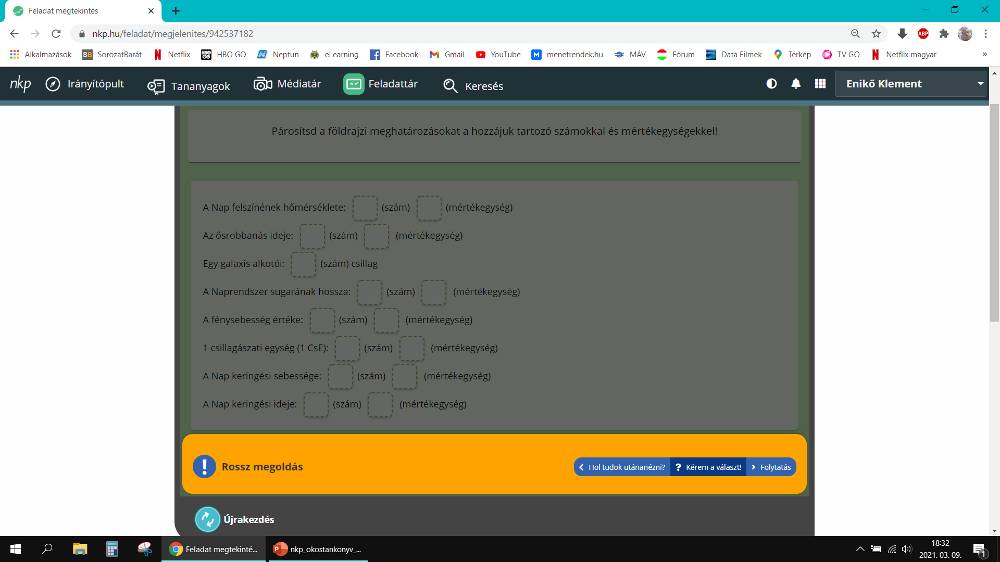 Feladat megtekintés
nkp.hu/feladat/megjelenites/942537182
ABP
Alkalmazások SB SorozatBarát Netflix HBO GO HBO GO Neptun eLearning Facebook Gmail YouTube M menetrendek.hu MÁV Fórum Data Filmek Térkép TV GO Netflix magyar »
nkp Irányítópult Tananyagok Médiatár Feladattár Keresés Enikő Klement
Párosítsd a földrajzi meghatározásokat a hozzájuk tartozó számokkal és mértékegységekkel!
A Nap felszínének hőmérséklete: (szám) (mértékegység)
Az ősrobbanás ideje: (szám) (mértékegység)
Egy galaxis alkotói: (szám) csillag
A Naprendszer sugarának hossza: (szám) (mértékegység)
A fénysebesség értéke: (szám) (mértékegység)
1 csillagászati egység (1 CsE): (szám) (mértékegység)
A Nap keringési sebessége: (szám) (mértékegység)
A Nap keringési ideje: (szám) (mértékegység)
! Rossz megoldás Hol tudok utánanézni? ? Kérem a választ! Folytatás
Újrakezdés
Feladat megtekinté... P nkp_okostankonyv_... 18:32
2021. 03. 09. 1